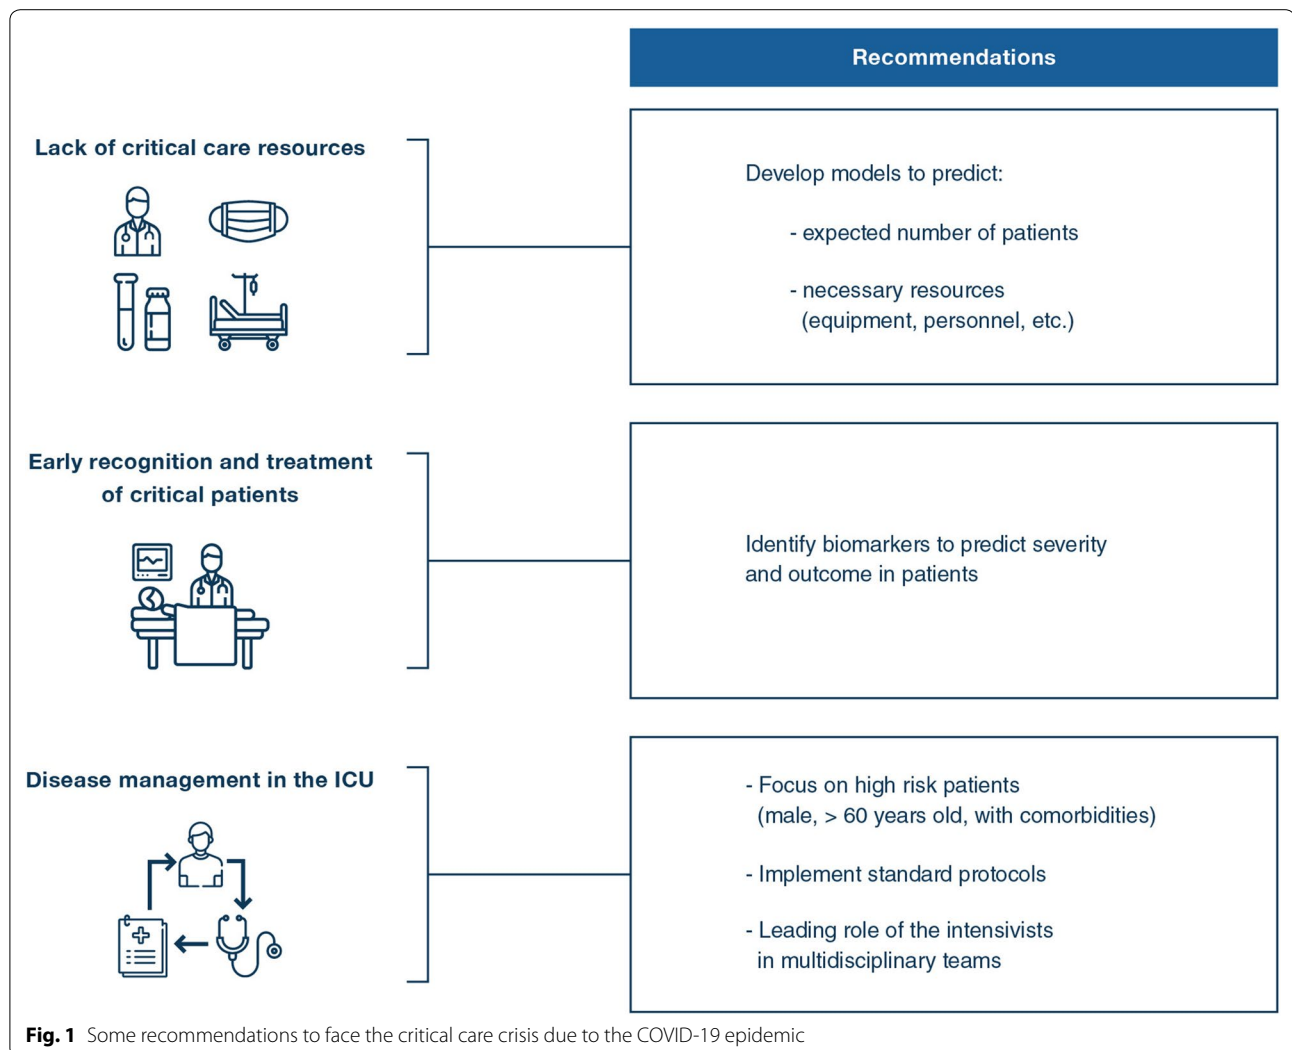 Recommendations
Lack of critical care resources
Develop models to predict:
- expected number of patients
- necessary resources
(equipment, personnel, etc.)
Early recognition and treatment
of critical patients
Identify biomarkers to predict severity
and outcome in patients
Disease management in the ICU
- Focus on high risk patients
(male, > 60 years old, with comorbidities)
- Implement standard protocols
- Leading role of the intensivists
in multidisciplinary teams
Fig. 1 Some recommendations to face the critical care crisis due to the COVID-19 epidemic